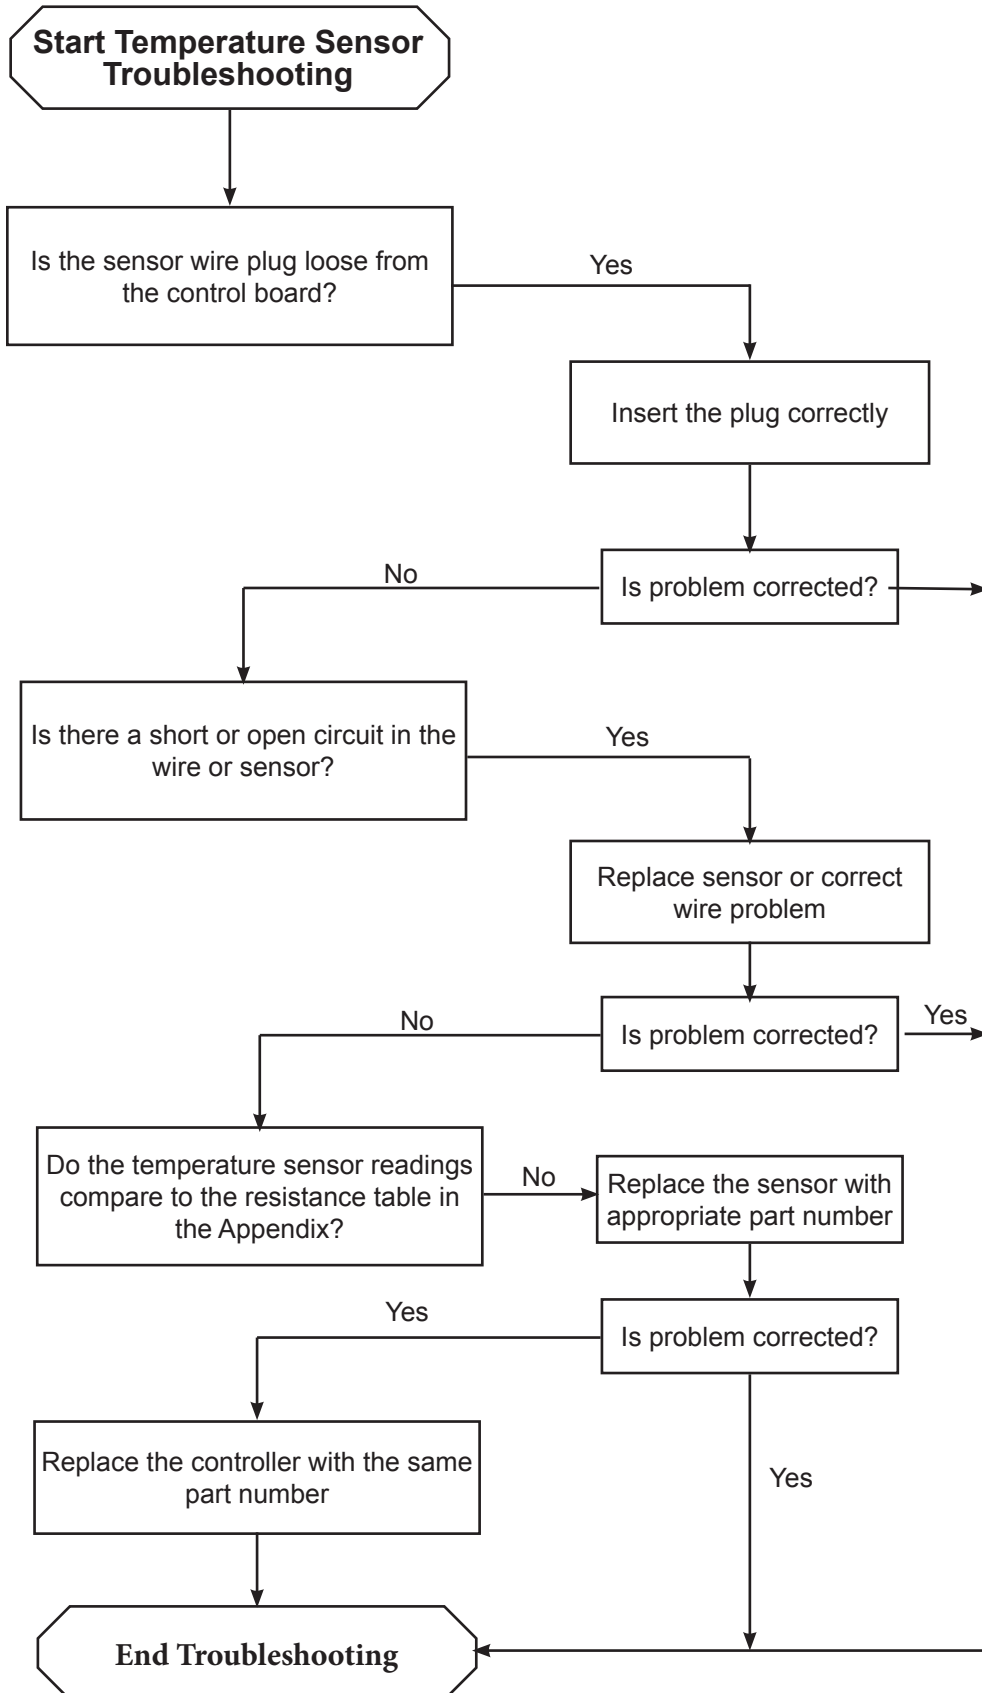 Start Temperature Sensor
Troubleshooting
Is the sensor wire plug loose from
the control board?
Yes
Insert the plug correctly
Is problem corrected?
No
Is there a short or open circuit in the
wire or sensor?
Yes
Replace sensor or correct
wire problem
Is problem corrected?
Yes
No
Do the temperature sensor readings
compare to the resistance table in
the Appendix?
No
Replace the sensor with
appropriate part number
Is problem corrected?
Yes
Replace the controller with the same
part number
Yes
End Troubleshooting